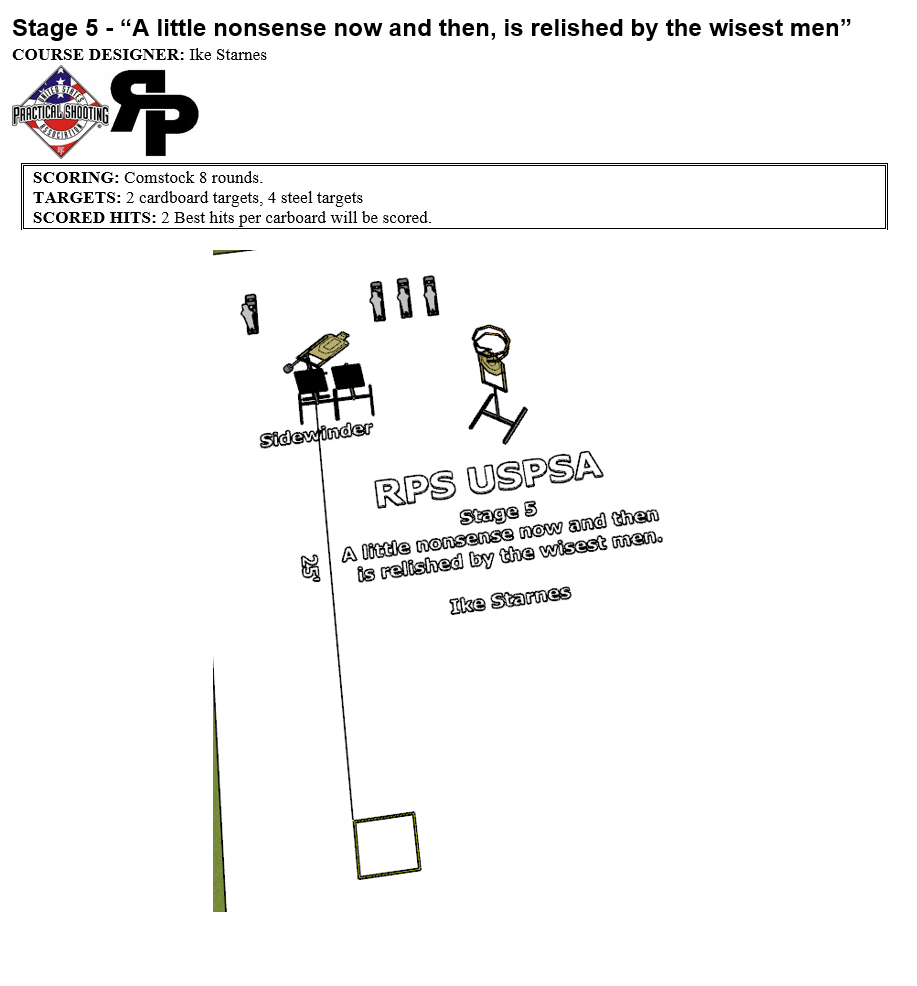 Stage 5 - “A little nonsense now and then, is relished by the wisest men”
COURSE DESIGNER: Ike Starnes
UNITED STATES
PRACTICAL SHOOTING
ASSOCIATION
RP
SCORING: Comstock 8 rounds.
TARGETS: 2 cardboard targets, 4 steel targets
SCORED HITS: 2 Best hits per carboard will be scored.
Sidewinder
RPS USPSA
Stage 5
A little nonsense now and then
is relished by the wisest men.
25'
Ike Starnes